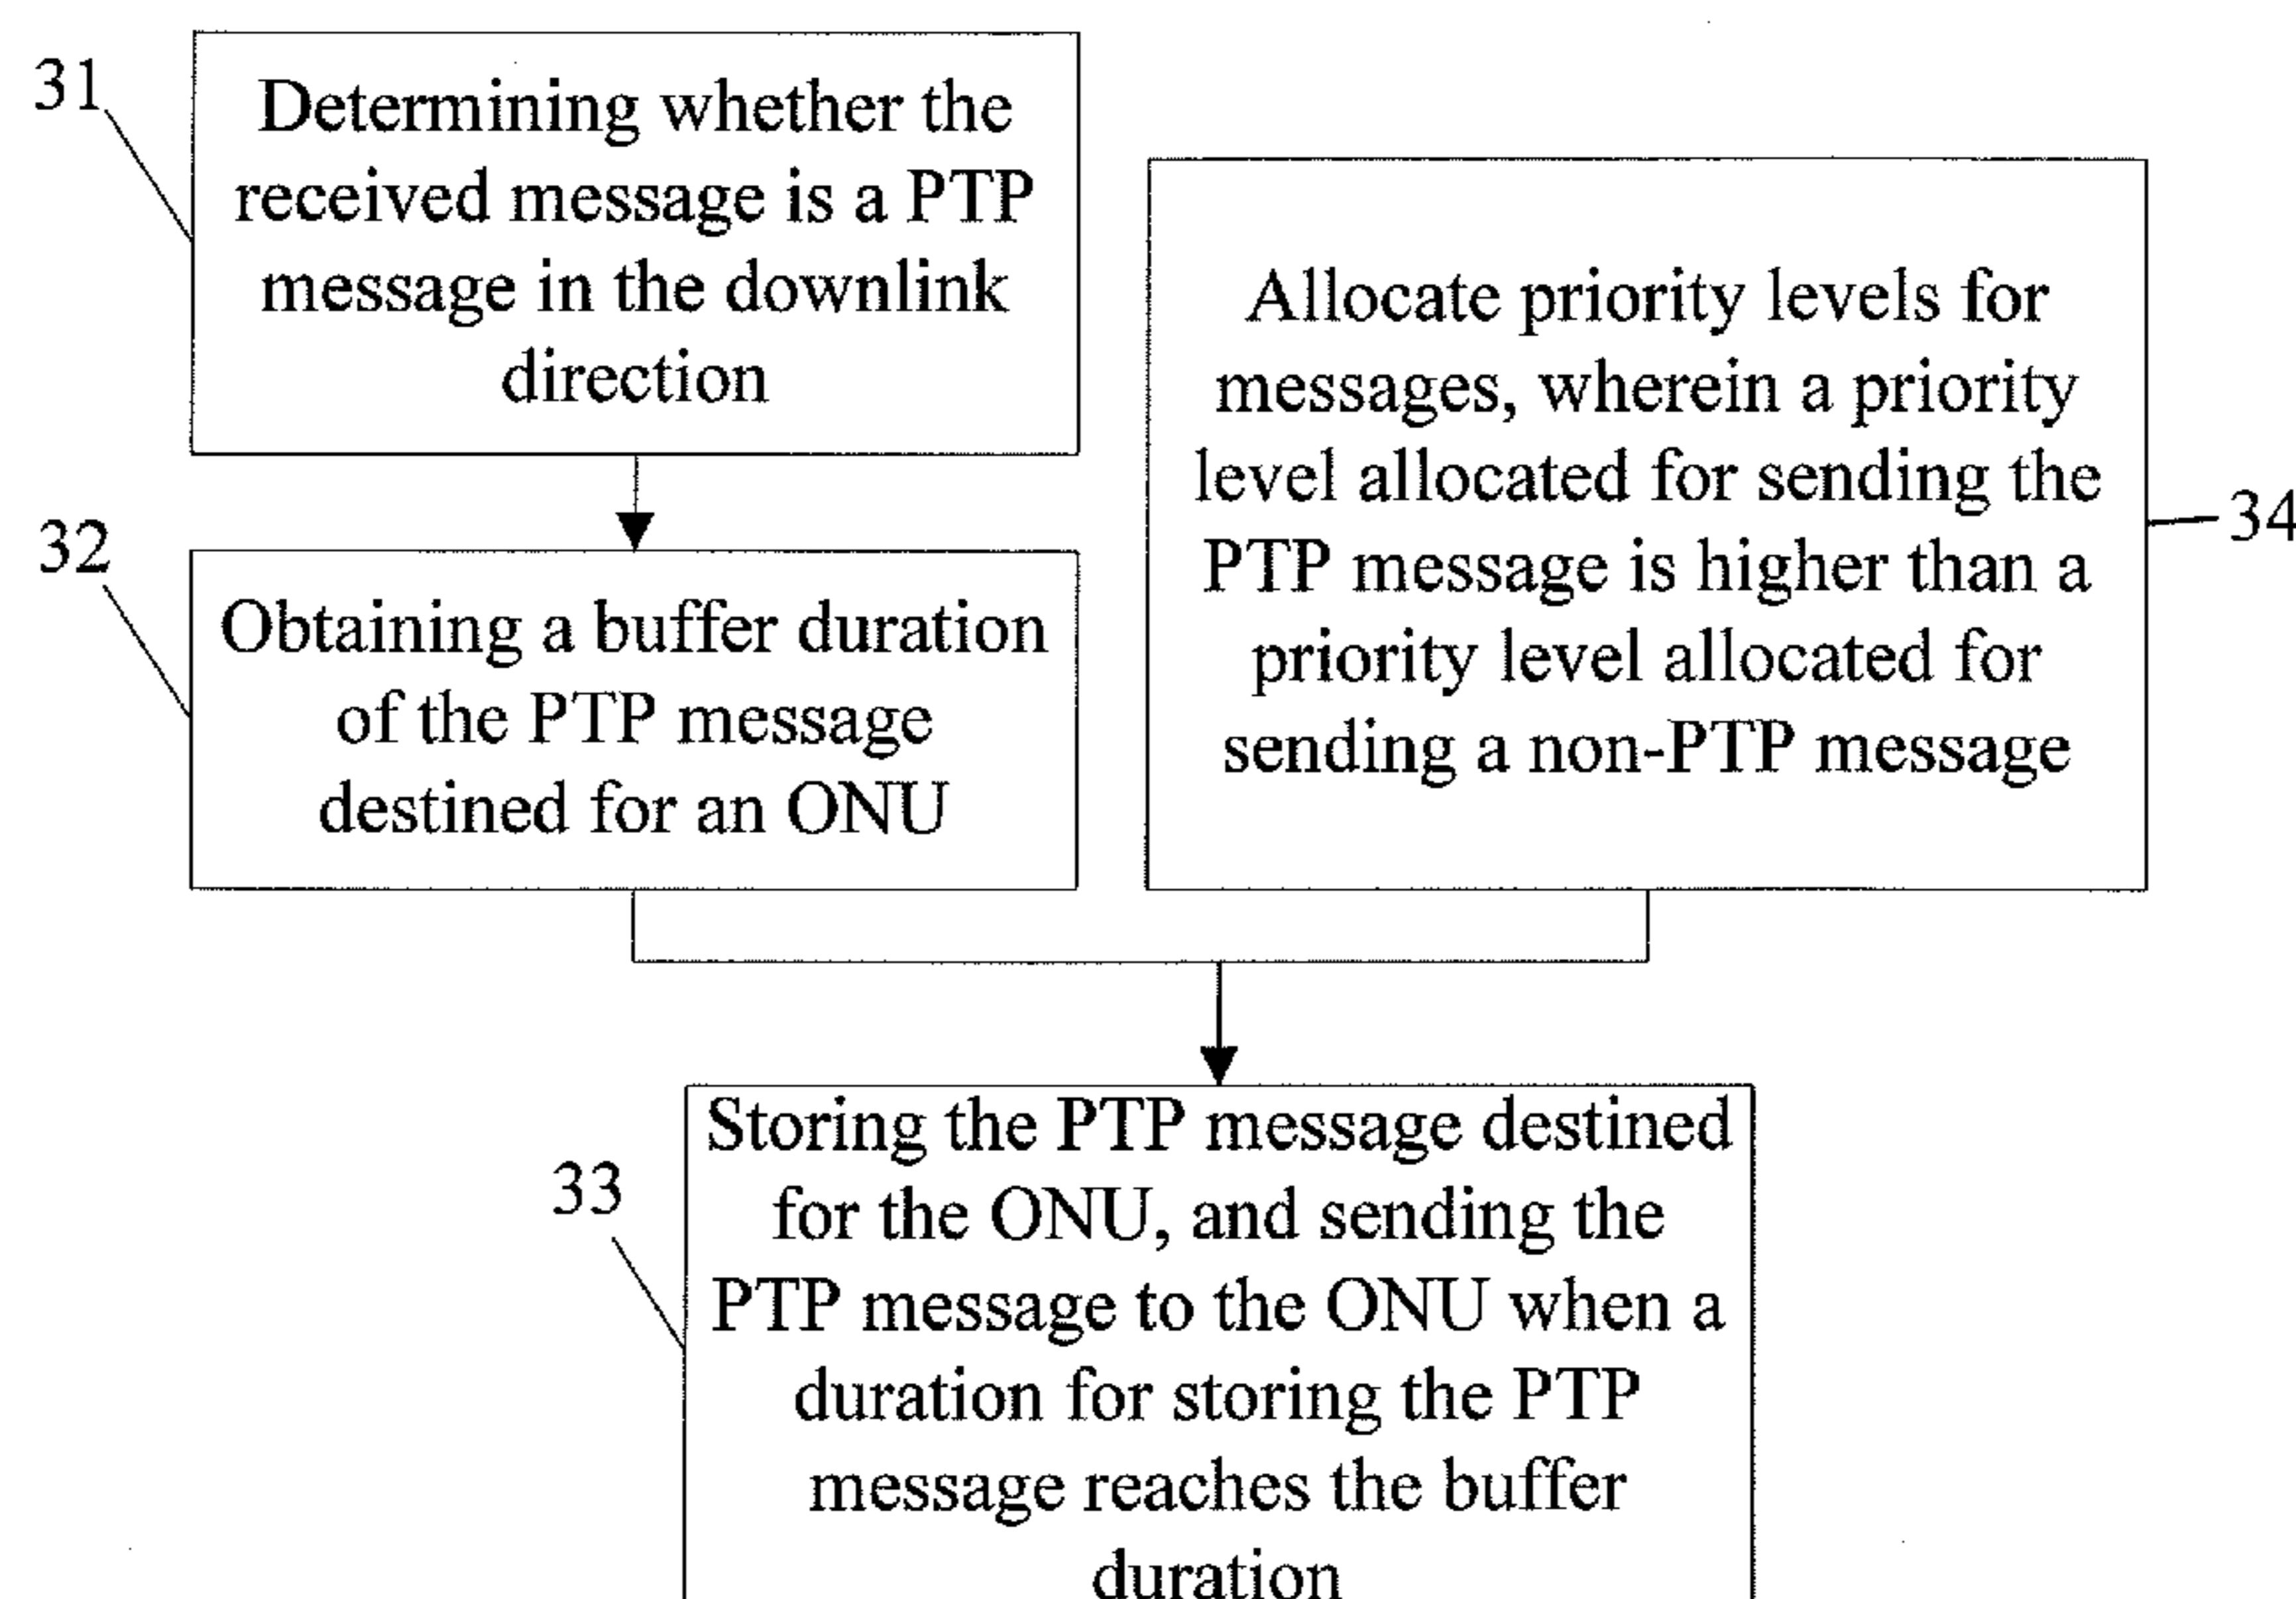 31
Determining whether the
received message is a PTP
message in the downlink
direction
32
Obtaining a buffer duration
of the PTP message
destined for an ONU
Allocate priority levels for
messages, wherein a priority
level allocated for sending the
PTP message is higher than a
priority level allocated for
sending a non-PTP message
34
33
Storing the PTP message destined
for the ONU, and sending the
PTP message to the ONU when a
duration for storing the PTP
message reaches the buffer
duration